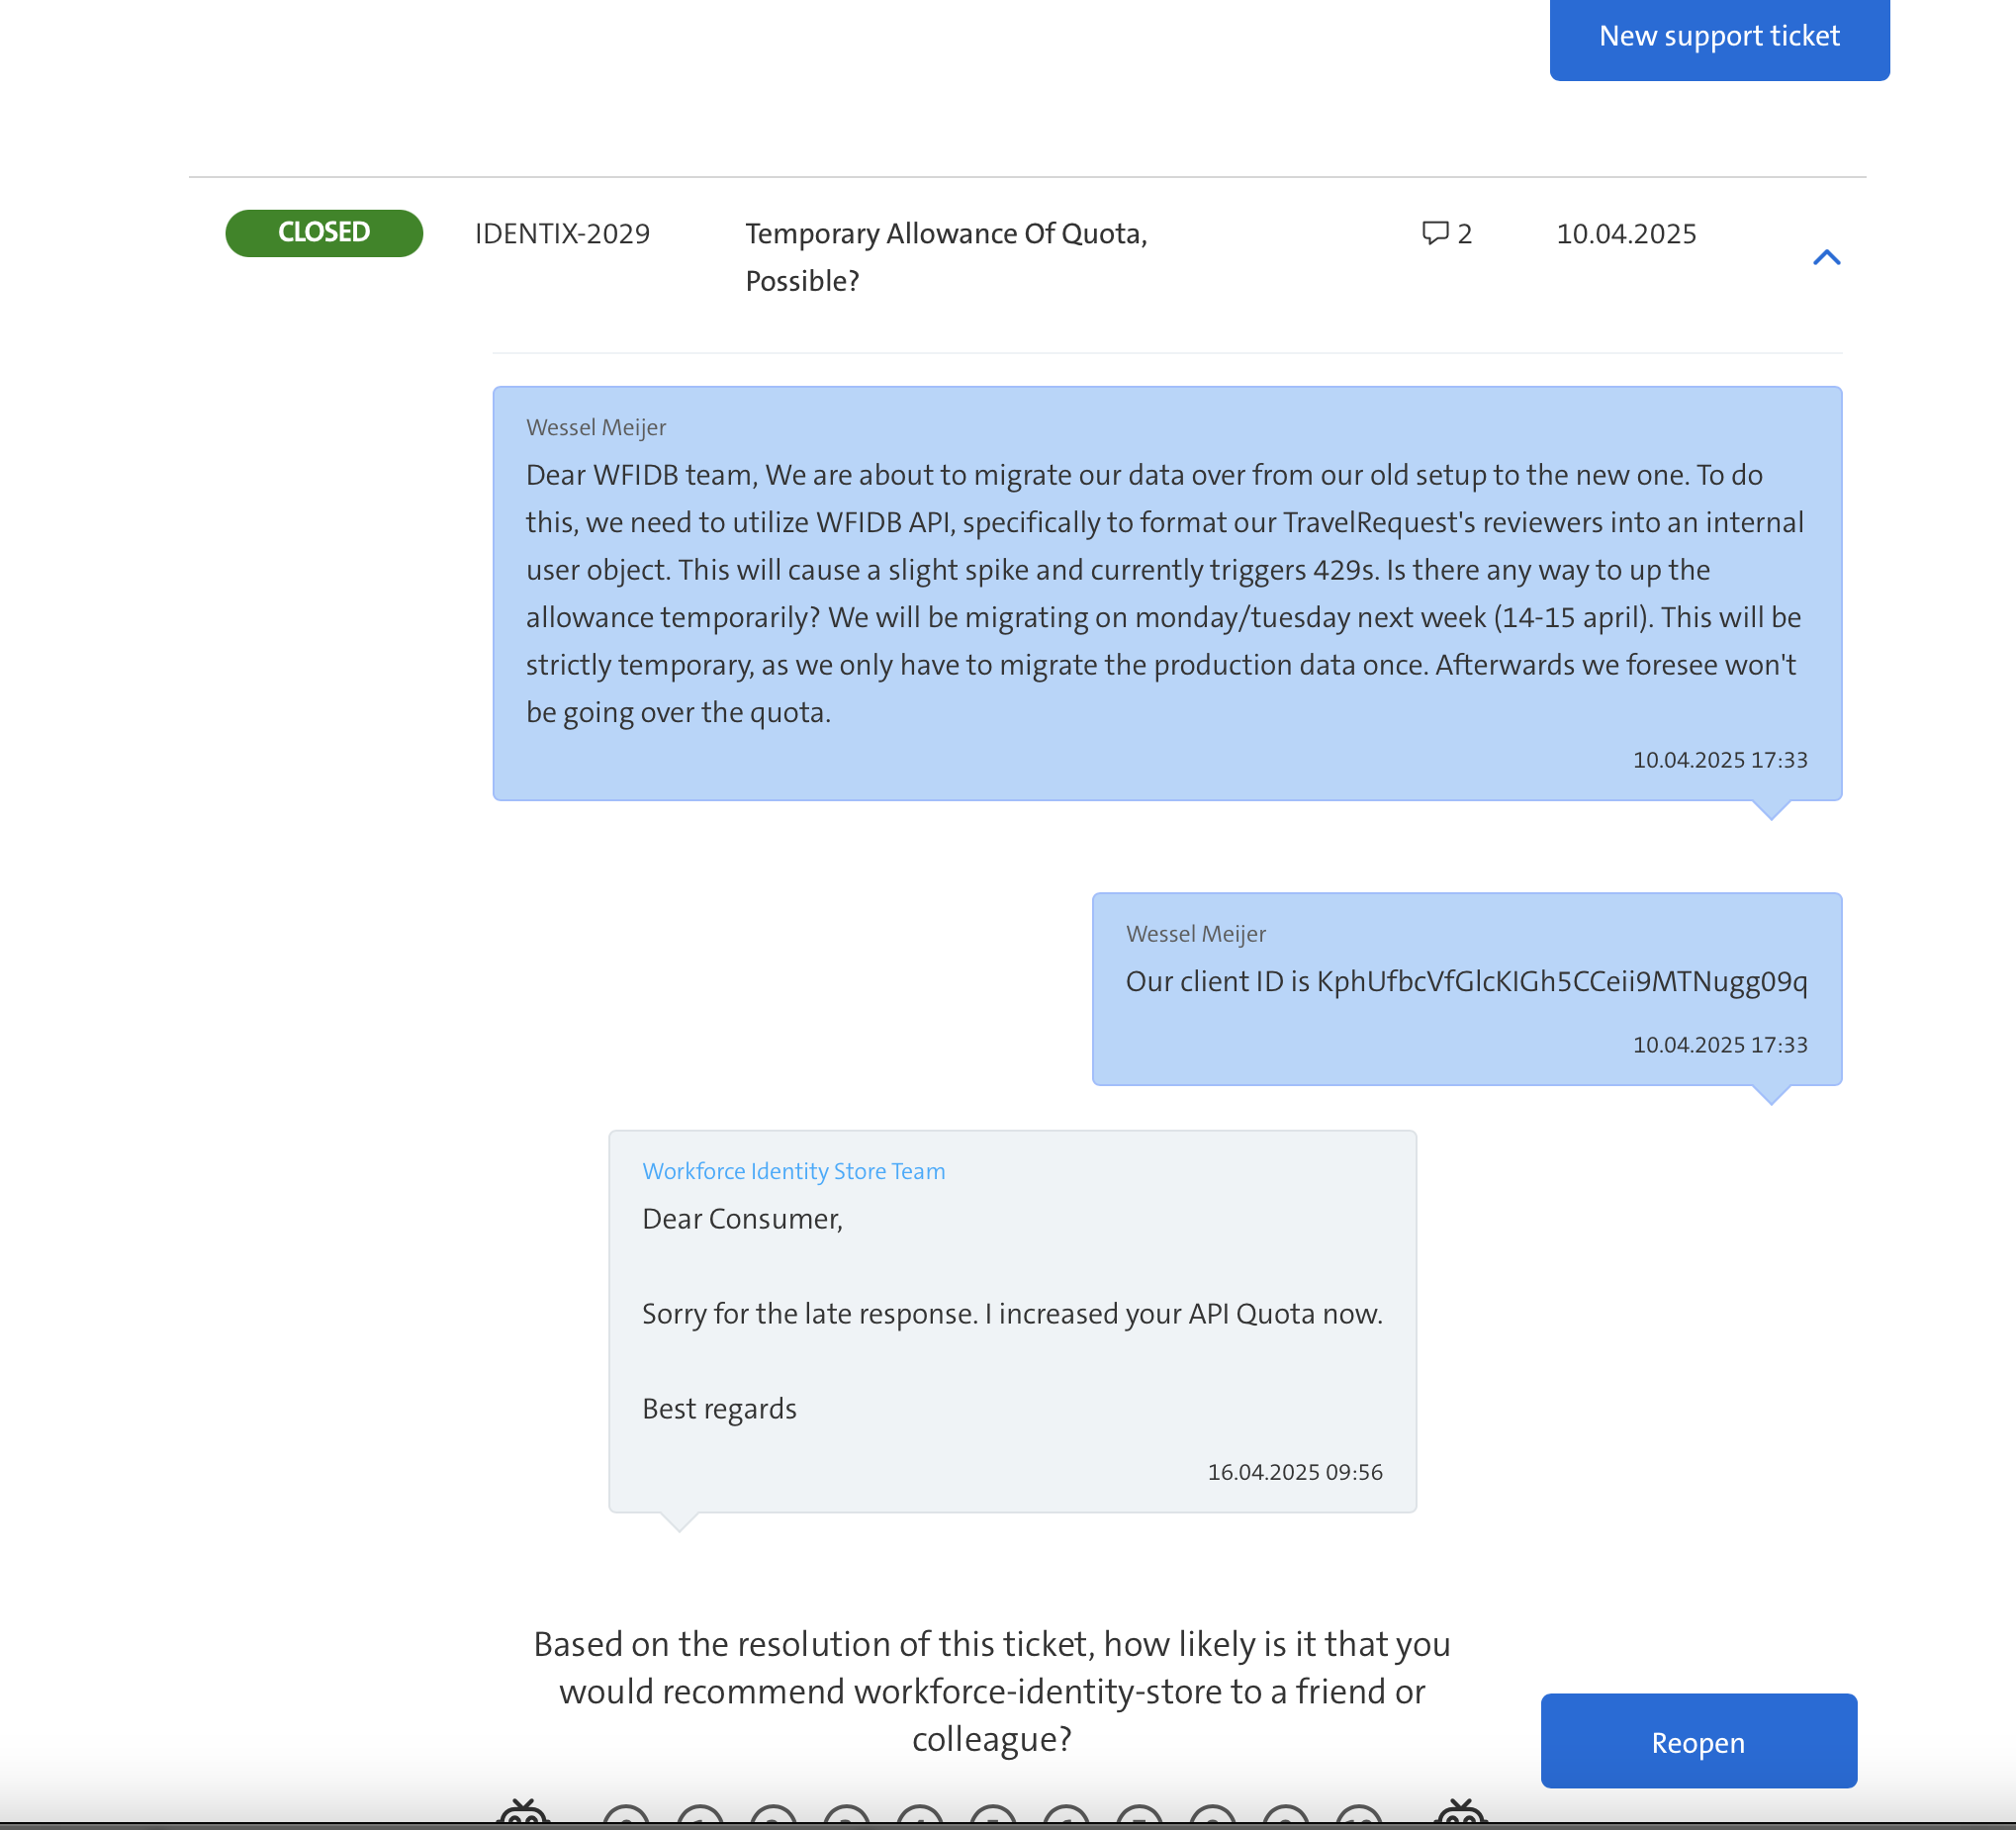 New support ticket
CLOSED
IDENTIX-2029
Temporary Allowance Of Quota,
Possible?
2
10.04.2025
Wessel Meijer
Dear WFIDB team, We are about to migrate our data over from our old setup to the new one. To do
this, we need to utilize WFIDB API, specifically to format our TravelRequest's reviewers into an internal
user object. This will cause a slight spike and currently triggers 429s. Is there any way to up the
allowance temporarily? We will be migrating on monday/tuesday next week (14-15 april). This will be
strictly temporary, as we only have to migrate the production data once. Afterwards we foresee won't
be going over the quota.
10.04.2025 17:33
Wessel Meijer
Our client ID is KphUfbcVfGlcKIGh5CCeii9MTNugg09q
10.04.2025 17:33
Workforce Identity Store Team
Dear Consumer,
Sorry for the late response. I increased your API Quota now.
Best regards
16.04.2025 09:56
Based on the resolution of this ticket, how likely is it that you
would recommend workforce-identity-store to a friend or
colleague?
Reopen